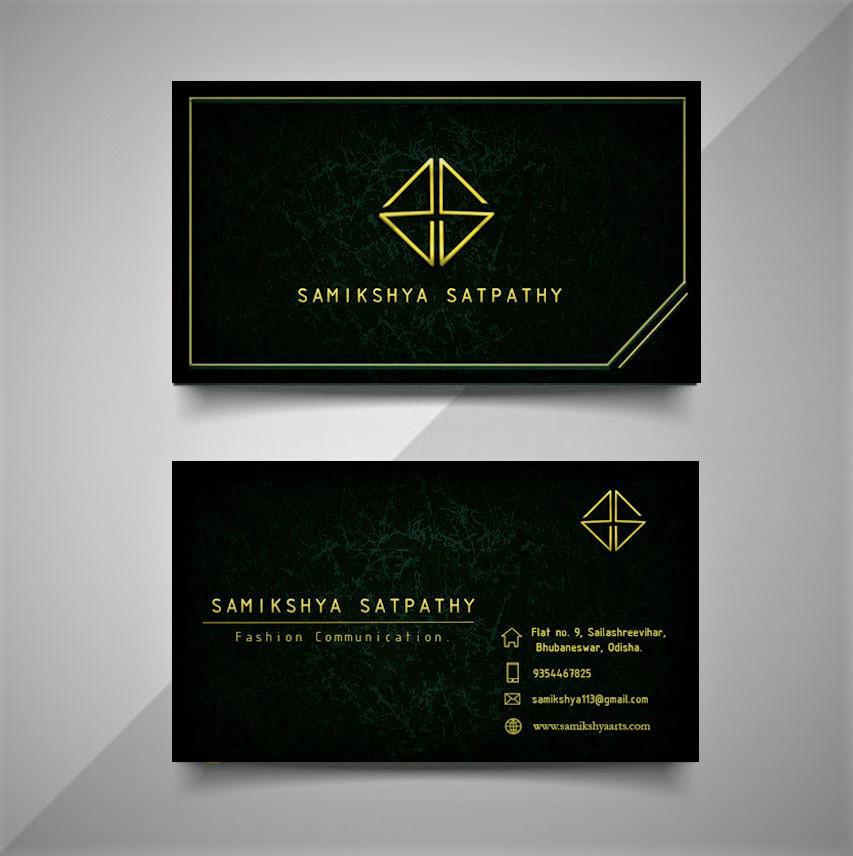 SAMIKSHYA SATPATHY
SAMIKSHYA SATPATHY
Fashion Communication.
Flat no. 9, Sailashreevihar,
Bhubaneswar, Odisha.
9354467825
samikshya113@gmail.com
www.samikshyaarts.com